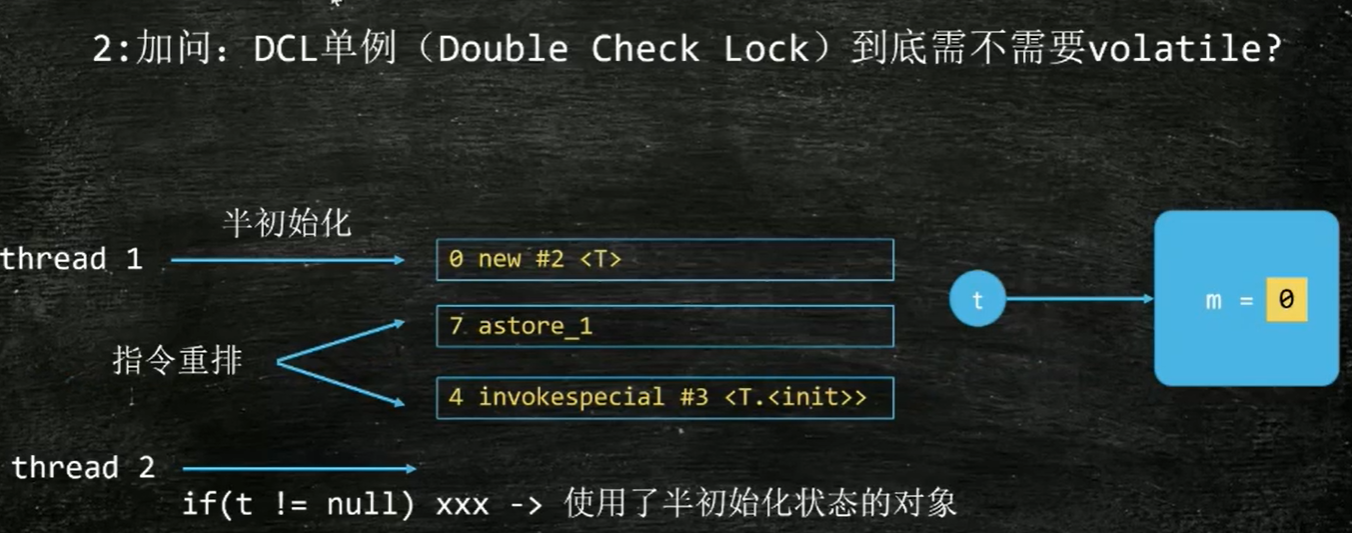 2:加问：DCL单例（Double Check Lock）到底需不需要volatile?
半初始化
thread 1
0 new #2 <T>
t
m = 0
7 astore_1
指令重排
4 invokespecial #3 <T.<init>>
thread 2
if(t != null) xxx -> 使用了半初始化状态的对象